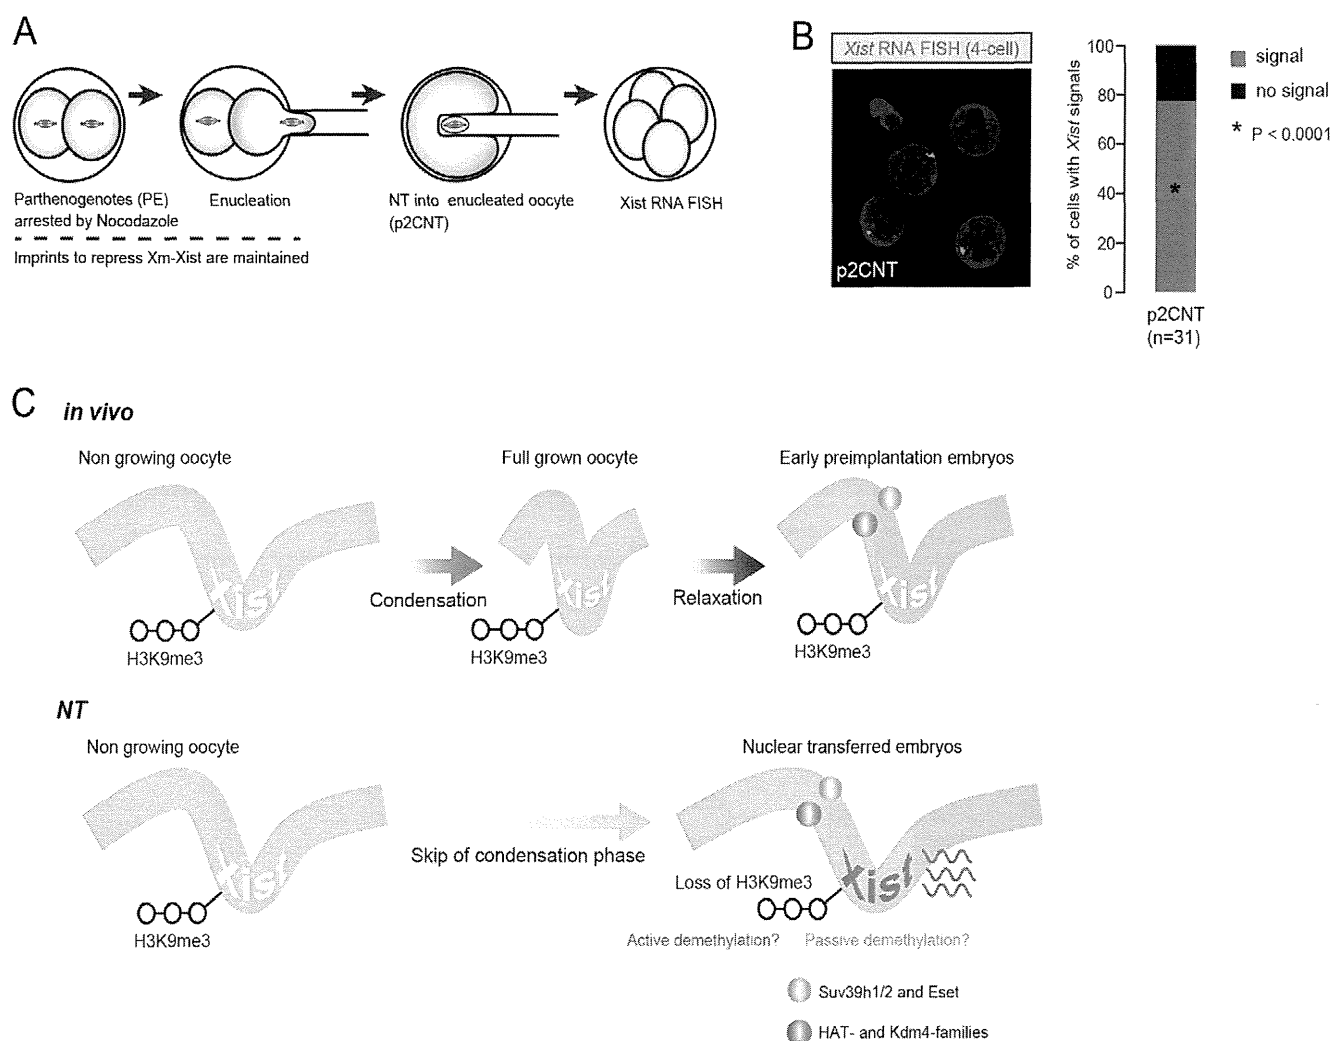 A
Parthenogenotes (PE)
arrested by Nocodazole
Imprints to repress Xm-Xist are maintained
Enucleation
NT into enucleated oocyte
(p2CNT)
Xist RNA FISH
B
Xist RNA FISH (4-cell)
p2CNT
% of cells with Xist signals
100
80
60
40
20
0
*
p2CNT
(n=31)
signal
no signal
* P < 0.0001
C
in vivo
Non growing oocyte
Xist
H3K9me3
Condensation
Full grown oocyte
Xist
H3K9me3
Relaxation
Early preimplantation embryos
Xist
H3K9me3
NT
Non growing oocyte
Xist
H3K9me3
Skip of condensation phase
Nuclear transferred embryos
Xist
Loss of H3K9me3
Active demethylation?
Passive demethylation?
Suv39h1/2 and Eset
HAT- and Kdm4-families